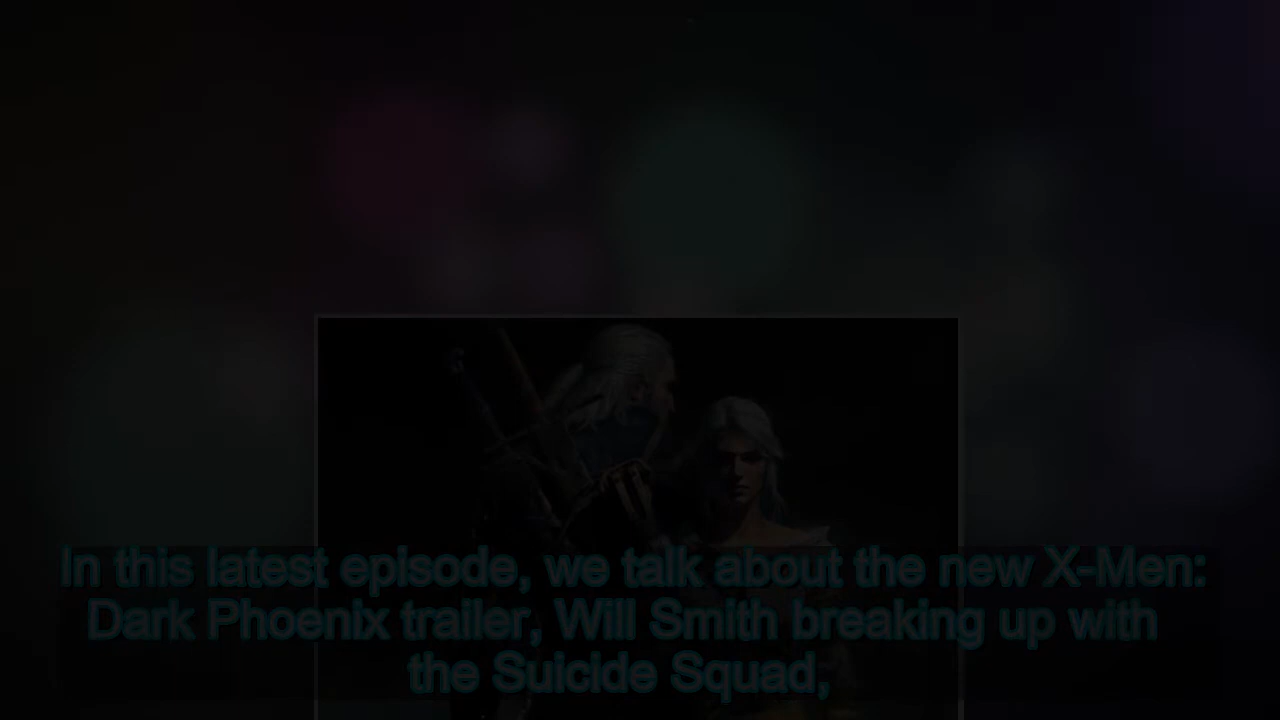 In this latest episode, we talk about the new X-Men:
Dark Phoenix trailer, Will Smith breaking up with
the Suicide Squad,